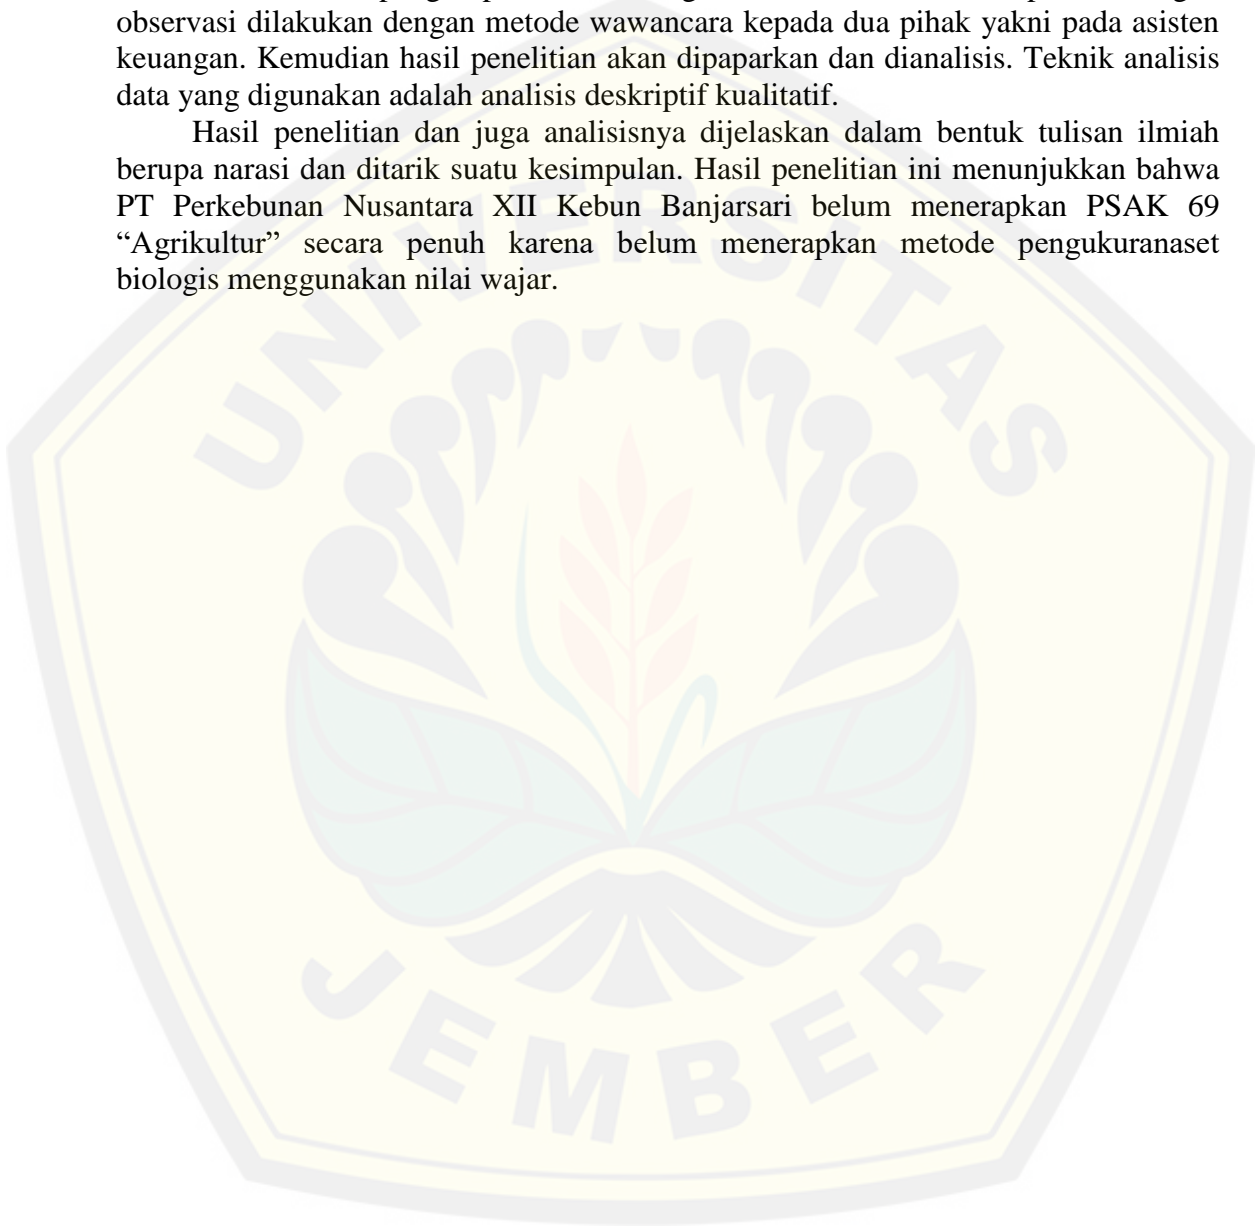 observasi dilakukan dengan metode wawancara kepada dua pihak yakni pada asisten
keuangan. Kemudian hasil penelitian akan dipaparkan dan dianalisis. Teknik analisis
data yang digunakan adalah analisis deskriptif kualitatif.
Hasil penelitian dan juga analisisnya dijelaskan dalam bentuk tulisan ilmiah
berupa narasi dan ditarik suatu kesimpulan. Hasil penelitian ini menunjukkan bahwa
PT Perkebunan Nusantara XII Kebun Banjarsari belum menerapkan PSAK 69
“Agrikultur” secara penuh karena belum menerapkan metode pengukuranaset
biologis menggunakan nilai wajar.
UNIVERSITAS
JEMBER